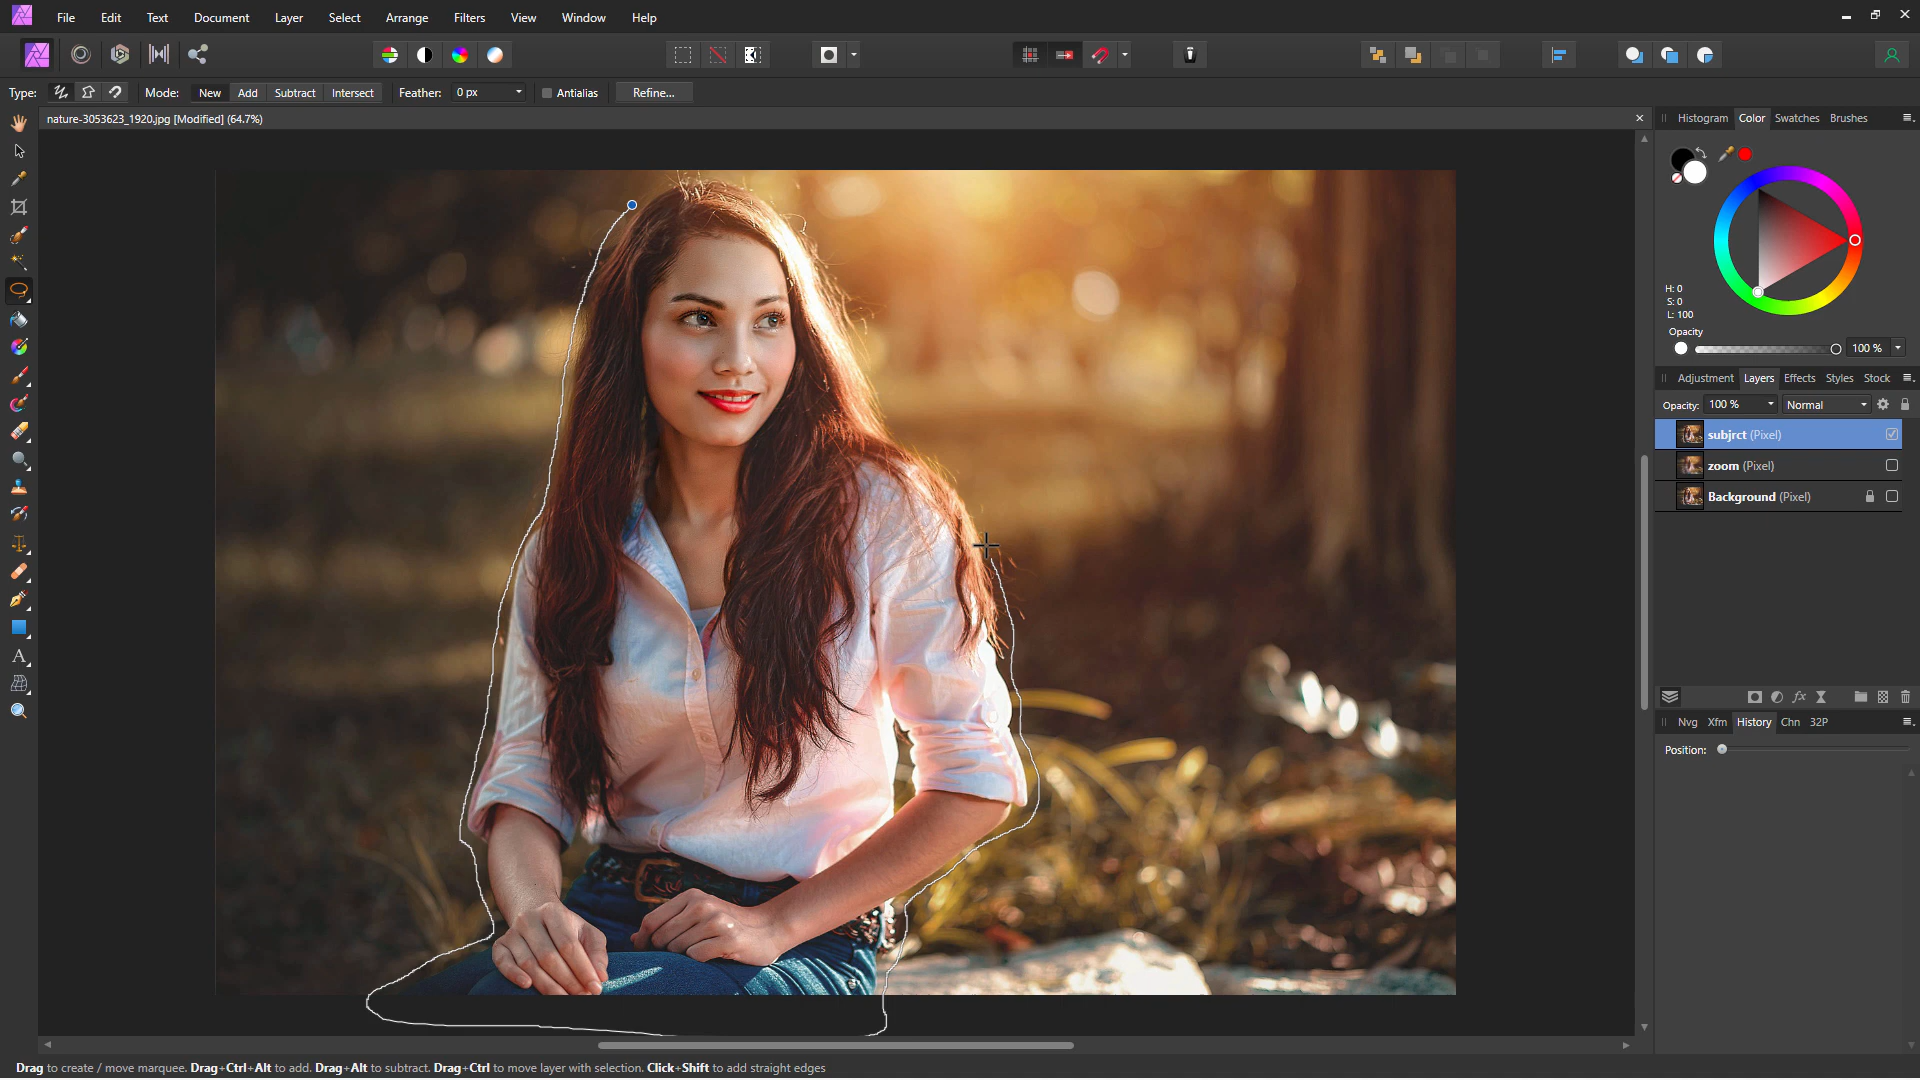 File Edit Text Document Layer Select Arrange Filters View Window Help
Type: Mode: New Add Subtract Intersect Feather: 0 px Antialias Refine...
nature-3053623_1920.jpg [Modified] (64.7%)
Histogram Color Swatches Brushes
H: 0
S: 0
L: 100
Opacity
100 %
Adjustment Layers Effects Styles Stock
Opacity: 100 % Normal
subjrct (Pixel)
zoom (Pixel)
Background (Pixel)
fx
Nvg Xfm History Chn 32P
Position:
A
Drag to create / move marquee. Drag+Ctrl+Alt to add. Drag+Alt to subtract. Drag+Ctrl to move layer with selection. Click+Shift to add straight edges